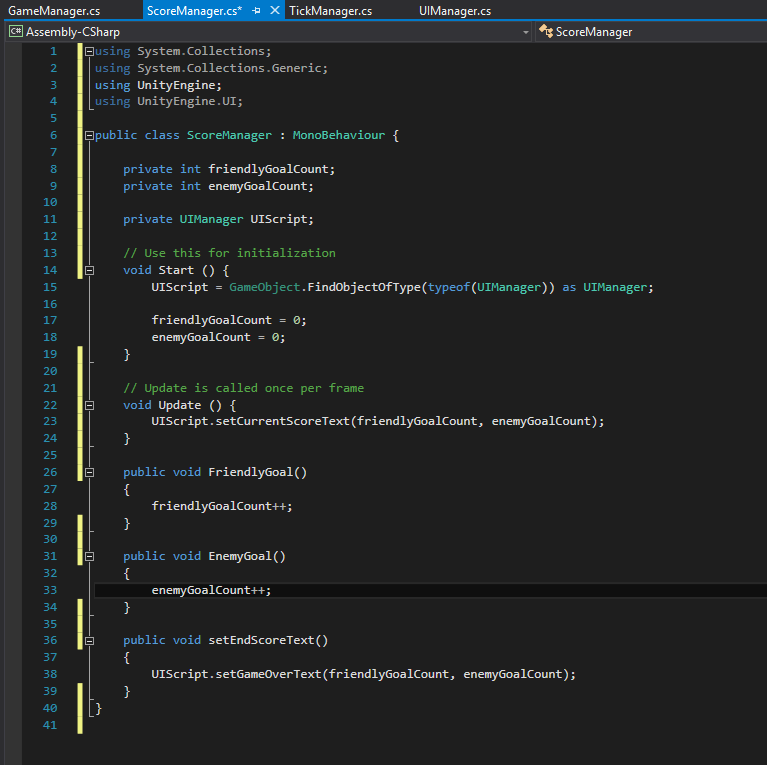 GameManager.cs ScoreManager.cs* TickManager.cs UIManager.cs
C# Assembly-CSharp ScoreManager
1 using System.Collections;
2 using System.Collections.Generic;
3 using UnityEngine;
4 using UnityEngine.UI;
5
6 public class ScoreManager : MonoBehaviour {
7
8 private int friendlyGoalCount;
9 private int enemyGoalCount;
10
11 private UIManager UIScript;
12
13 // Use this for initialization
14 void Start () {
15 UIScript = GameObject.FindObjectOfType(typeof(UIManager)) as UIManager;
16
17 friendlyGoalCount = 0;
18 enemyGoalCount = 0;
19 }
20
21 // Update is called once per frame
22 void Update () {
23 UIScript.setCurrentScoreText(friendlyGoalCount, enemyGoalCount);
24 }
25
26 public void FriendlyGoal()
27 {
28 friendlyGoalCount++;
29 }
30
31 public void EnemyGoal()
32 {
33 enemyGoalCount++;
34 }
35
36 public void setEndScoreText()
37 {
38 UIScript.setGameOverText(friendlyGoalCount, enemyGoalCount);
39 }
40 }
41